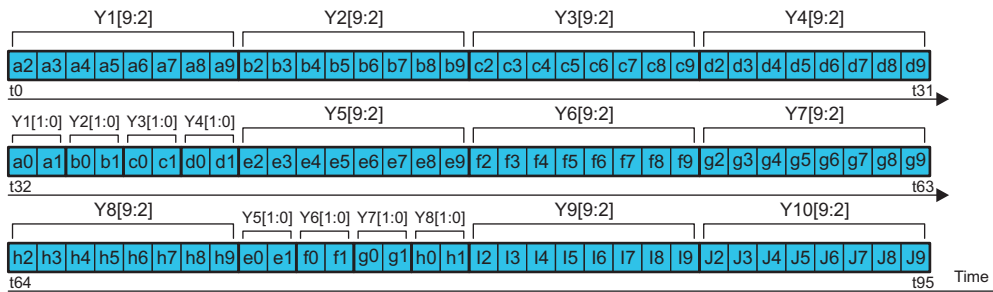 Y1[9:2] Y2[9:2] Y3[9:2] Y4[9:2]
a2 a3 a4 a5 a6 a7 a8 a9 b2 b3 b4 b5 b6 b7 b8 b9 c2 c3 c4 c5 c6 c7 c8 c9 d2 d3 d4 d5 d6 d7 d8 d9
t0 t31
Y1[1:0] Y2[1:0] Y3[1:0] Y4[1:0] Y5[9:2] Y6[9:2] Y7[9:2]
a0 a1 b0 b1 c0 c1 d0 d1 e2 e3 e4 e5 e6 e7 e8 e9 f2 f3 f4 f5 f6 f7 f8 f9 g2 g3 g4 g5 g6 g7 g8 g9
t32 t63
Y8[9:2] Y5[1:0] Y6[1:0] Y7[1:0] Y8[1:0] Y9[9:2] Y10[9:2]
h2 h3 h4 h5 h6 h7 h8 h9 e0 e1 f0 f1 g0 g1 h0 h1 I2 I3 I4 I5 I6 I7 I8 I9 J2 J3 J4 J5 J6 J7 J8 J9
t64 t95 Time